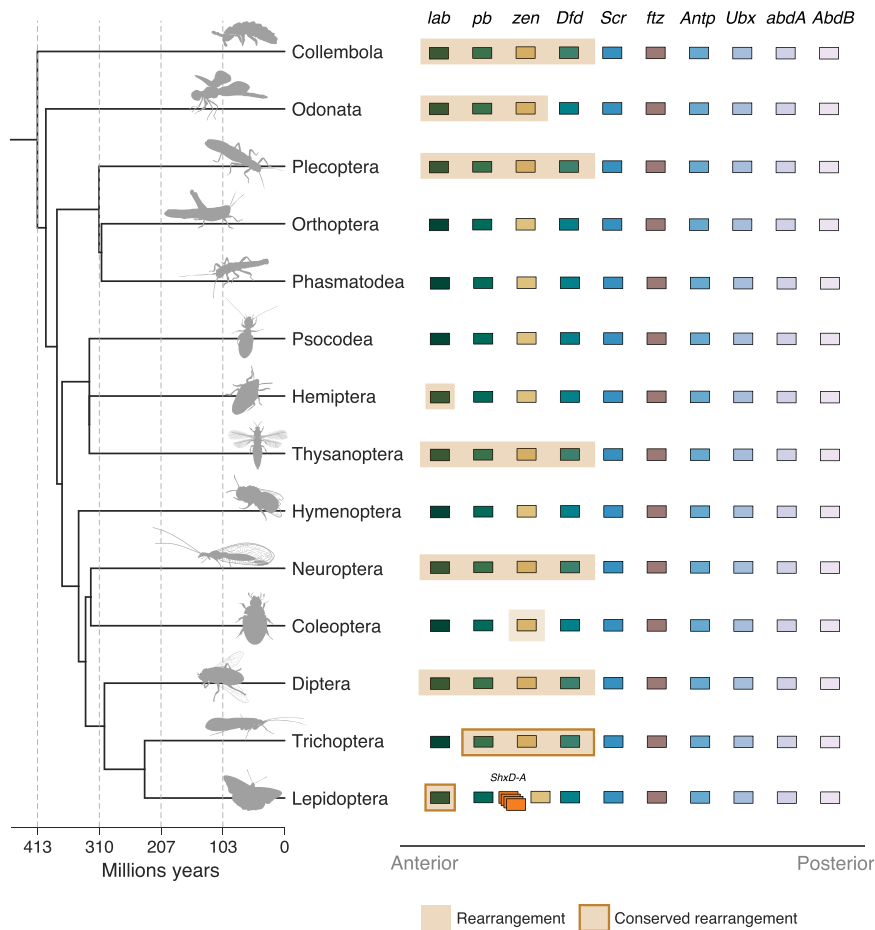 lab pb zen Dfd Scr ftz Antp Ubx abdA AbdB
Collembola
Odonata
Plecoptera
Orthoptera
Phasmatodea
Psocodea
Hemiptera
Thysanoptera
Hymenoptera
Neuroptera
Coleoptera
Diptera
Trichoptera
ShxD-A
Lepidoptera
413 310 207 103 0
Millions years
Anterior Posterior
Rearrangement Conserved rearrangement